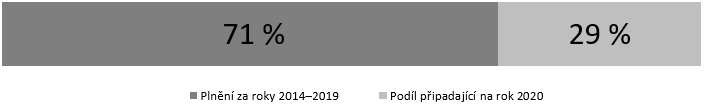 71 % 29 %
Plnění za roky 2014–2019 Podíl připadající na rok 2020